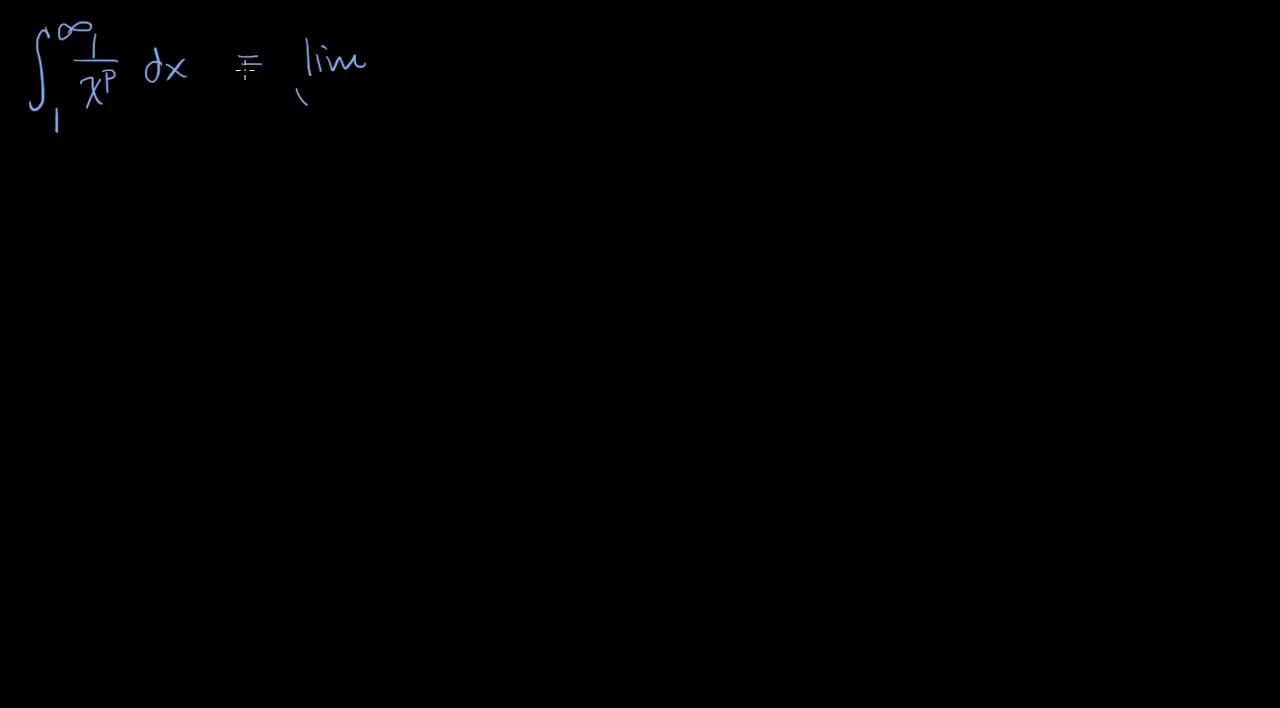 ∫₁^∞ 1/x^p dx = lim